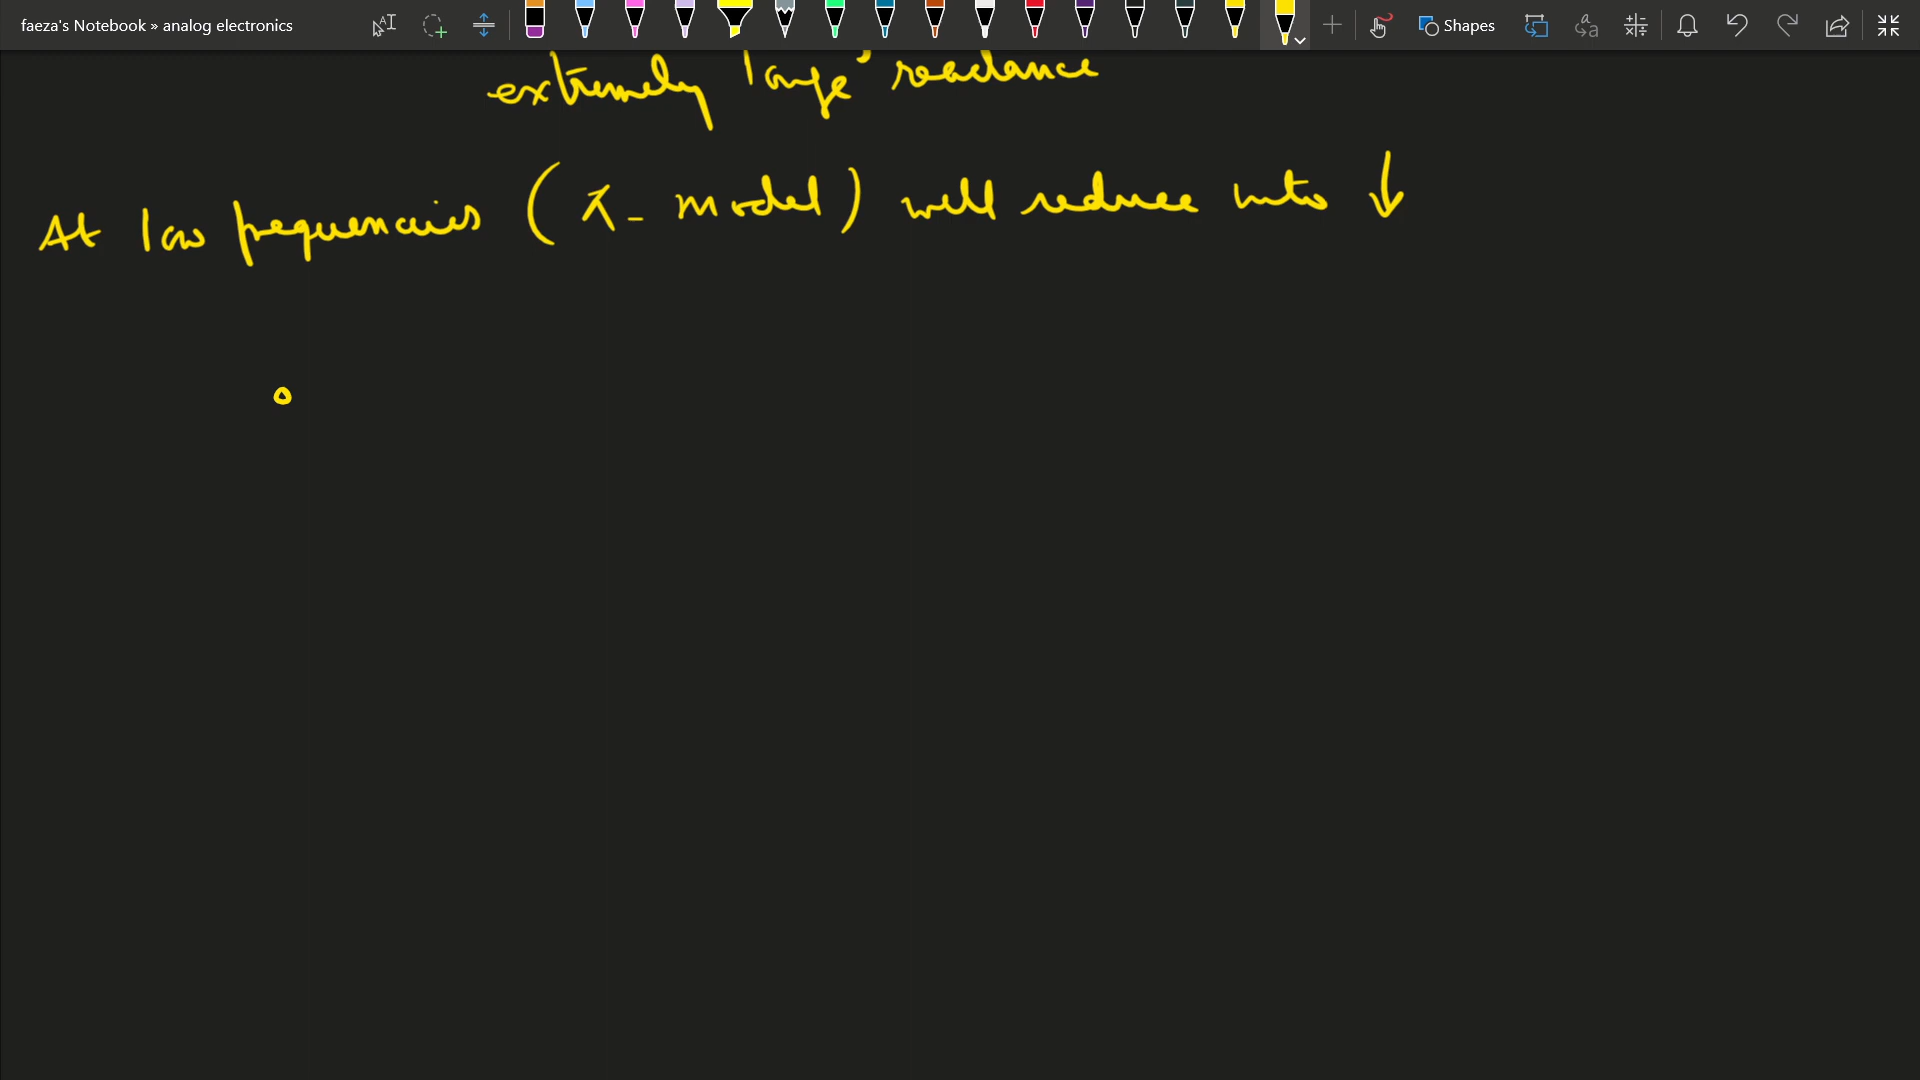 faeza's Notebook » analog electronics
Shapes
extremely large reactance
At low frequencies (π- model) will reduce into ↓